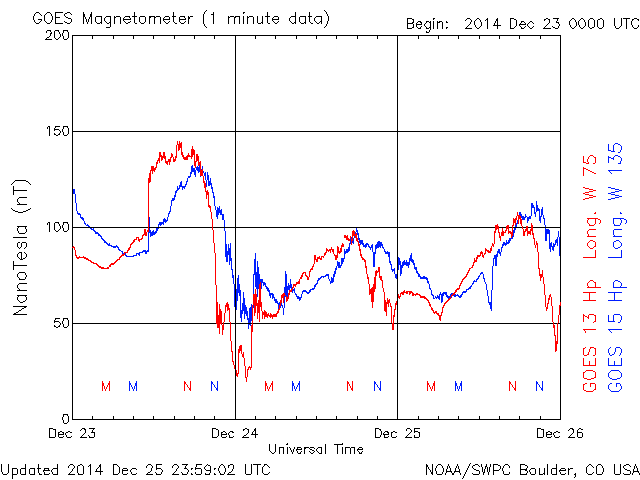 GOES Magnetometer (1 minute data)
Begin: 2014 Dec 23 0000 UTC
200
150
100
50
0
NanoTesla (nT)
M M N N M M N N M M N N
Dec 23 Dec 24 Dec 25 Dec 26
Universal Time
GOES 13 Hp Long. W 75
GOES 15 Hp Long. W 135
Updated 2014 Dec 25 23:59:02 UTC
NOAA/SWPC Boulder, CO USA